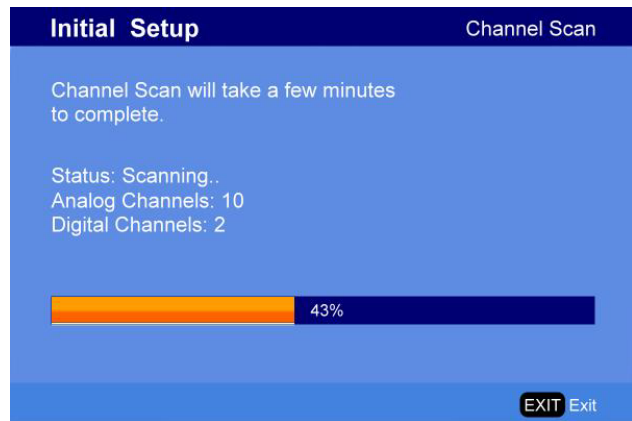 Initial Setup
Channel Scan
Channel Scan will take a few minutes
to complete.
Status: Scanning..
Analog Channels: 10
Digital Channels: 2
43%
EXIT Exit